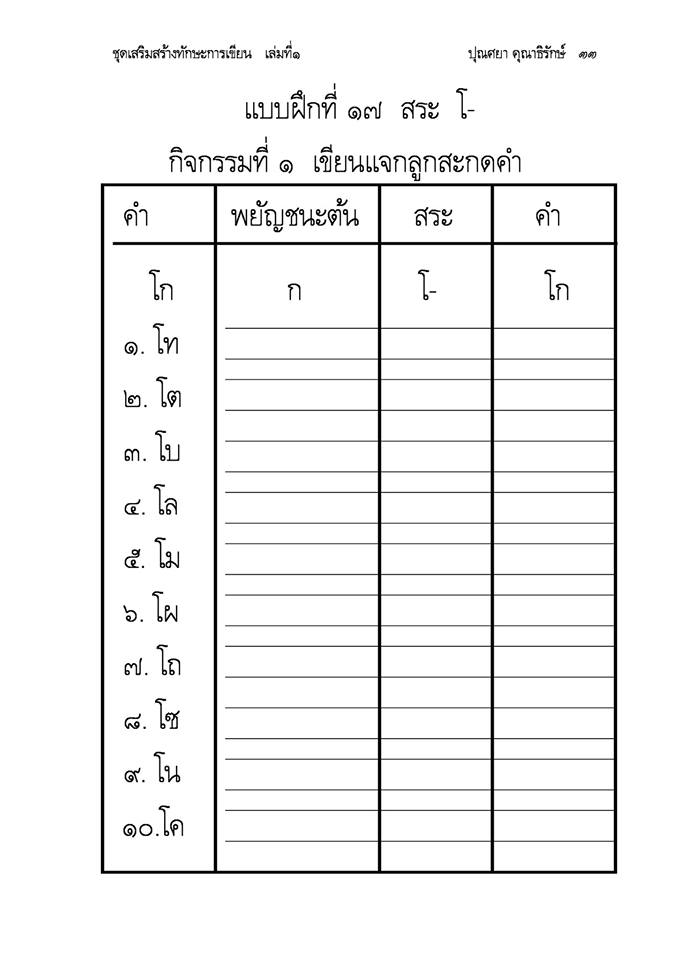 ชุดเสริมสร้างทักษะการเขียน เล่มที่๑ ปุณศยา คุณาธิรักษ์ ๓๓
แบบฝึกที่ ๑๗ สระ โ-
กิจกรรมที่ ๑ เขียนแจกลูกสะกดคำ
คำ พยัญชนะต้น สระ คำ
โก ก โ- โก
๑. โท
๒. โต
๓. โบ
๔. โล
๕. โม
๖. โผ
๗. โถ
๘. โซ
๙. โน
๑๐.โค